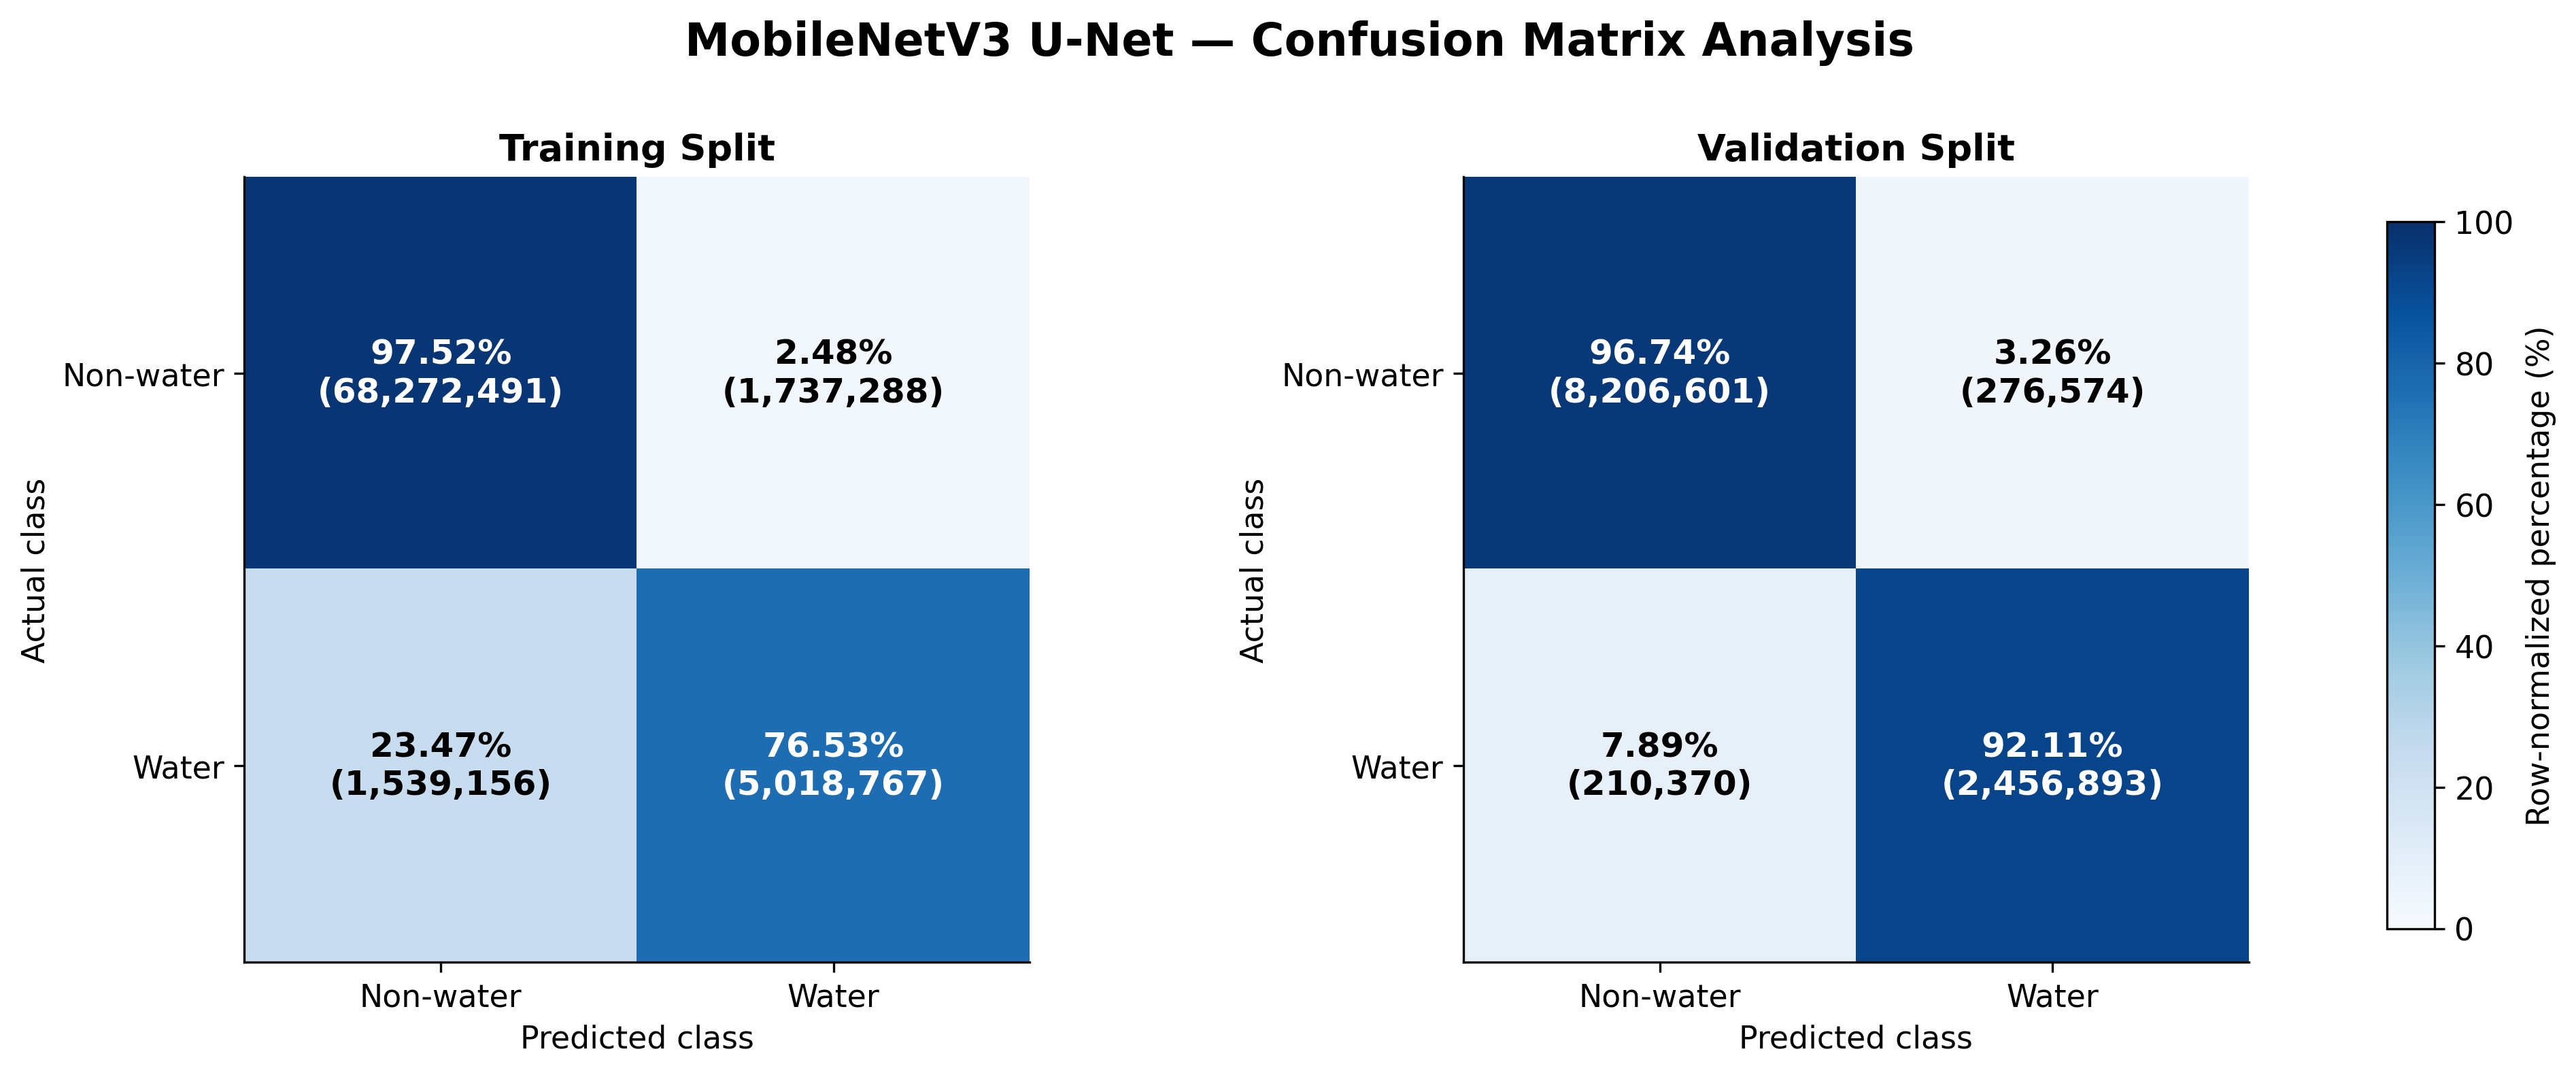 MobileNetV3 U-Net — Confusion Matrix Analysis
Training Split
Actual class
Non-water
97.52%
(68,272,491)
2.48%
(1,737,288)
Water
23.47%
(1,539,156)
76.53%
(5,018,767)
Non-water
Water
Predicted class
Validation Split
Actual class
Non-water
96.74%
(8,206,601)
3.26%
(276,574)
Water
7.89%
(210,370)
92.11%
(2,456,893)
Non-water
Water
Predicted class
100
80
60
40
20
0
Row-normalized percentage (%)